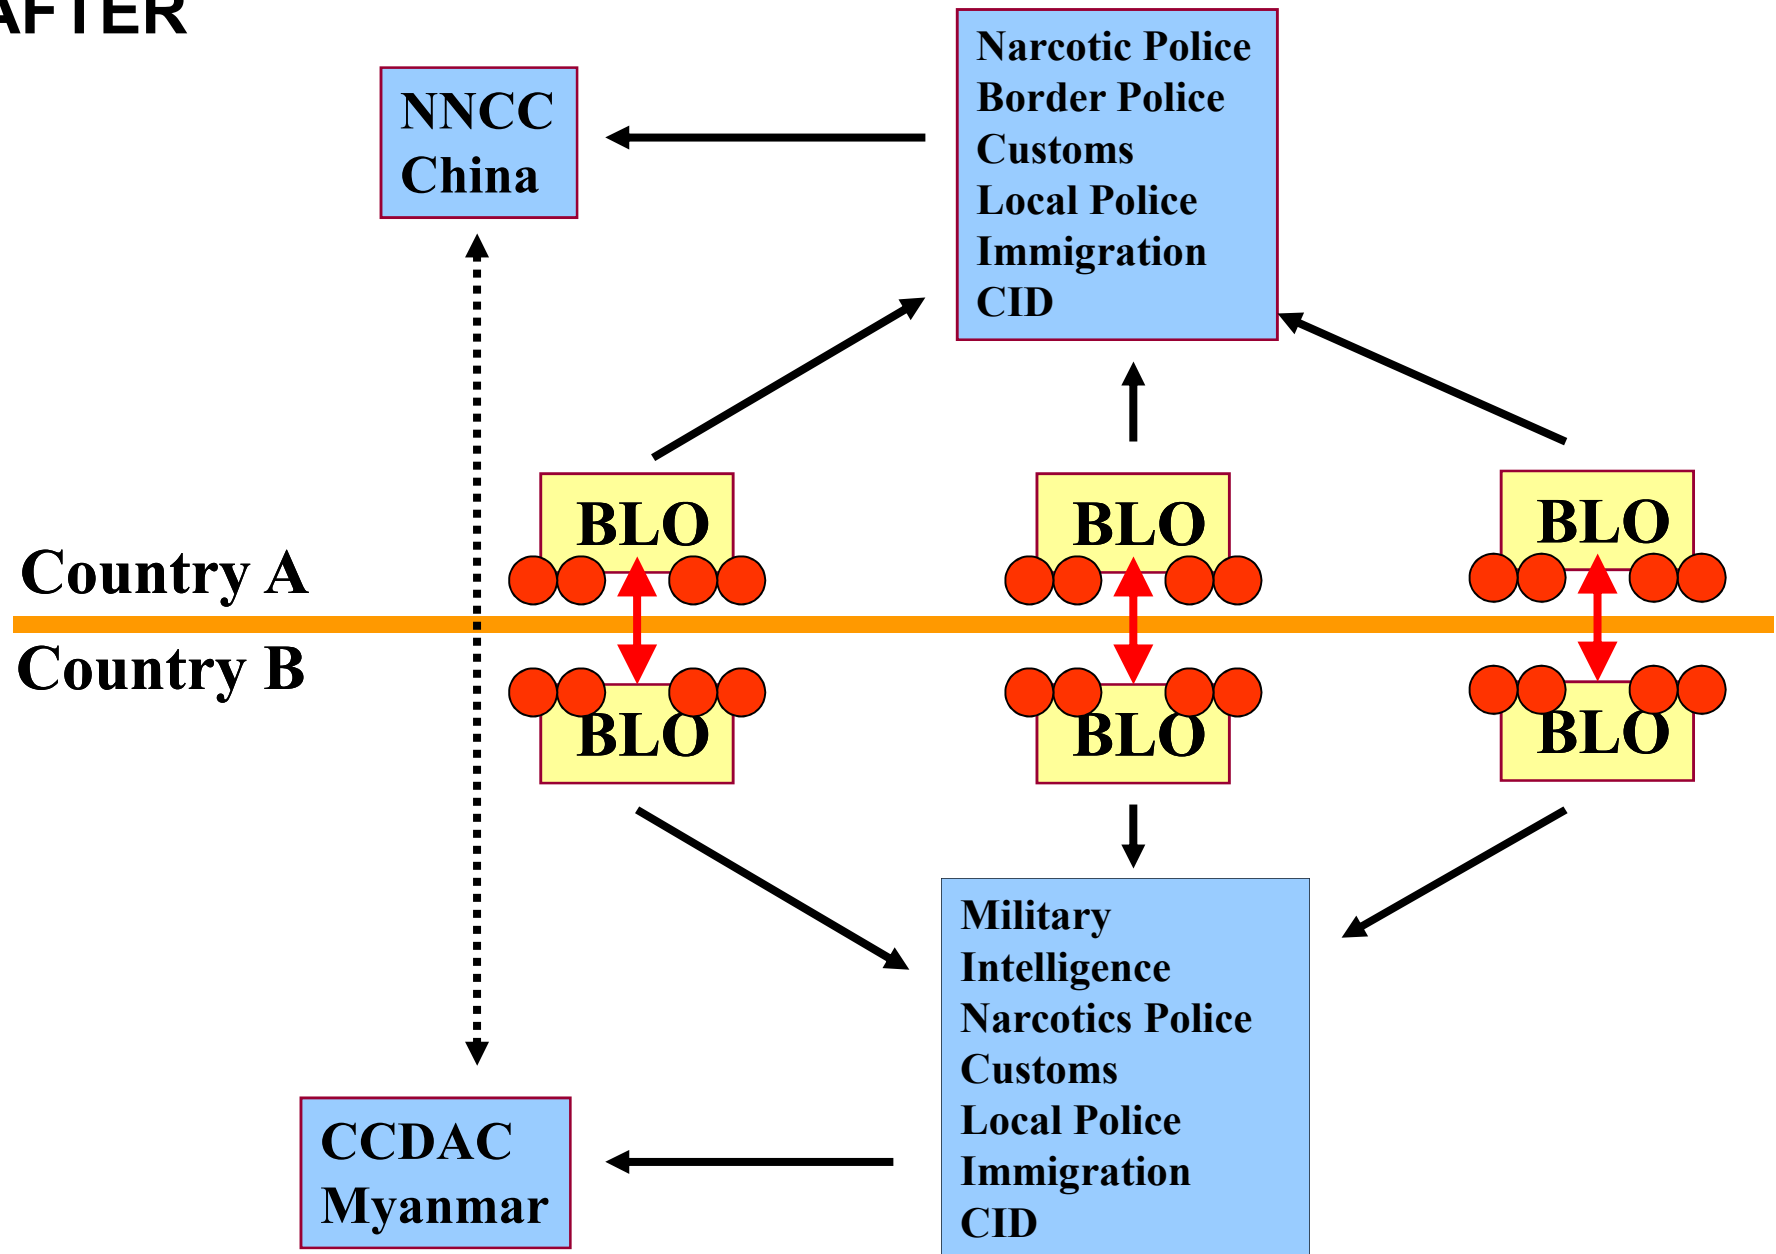 AFTER
NNCC
China
Narcotic Police
Border Police
Customs
Local Police
Immigration
CID
BLO
BLO
BLO
Country A
Country B
BLO
BLO
BLO
Military
Intelligence
Narcotics Police
Customs
Local Police
Immigration
CID
CCDAC
Myanmar